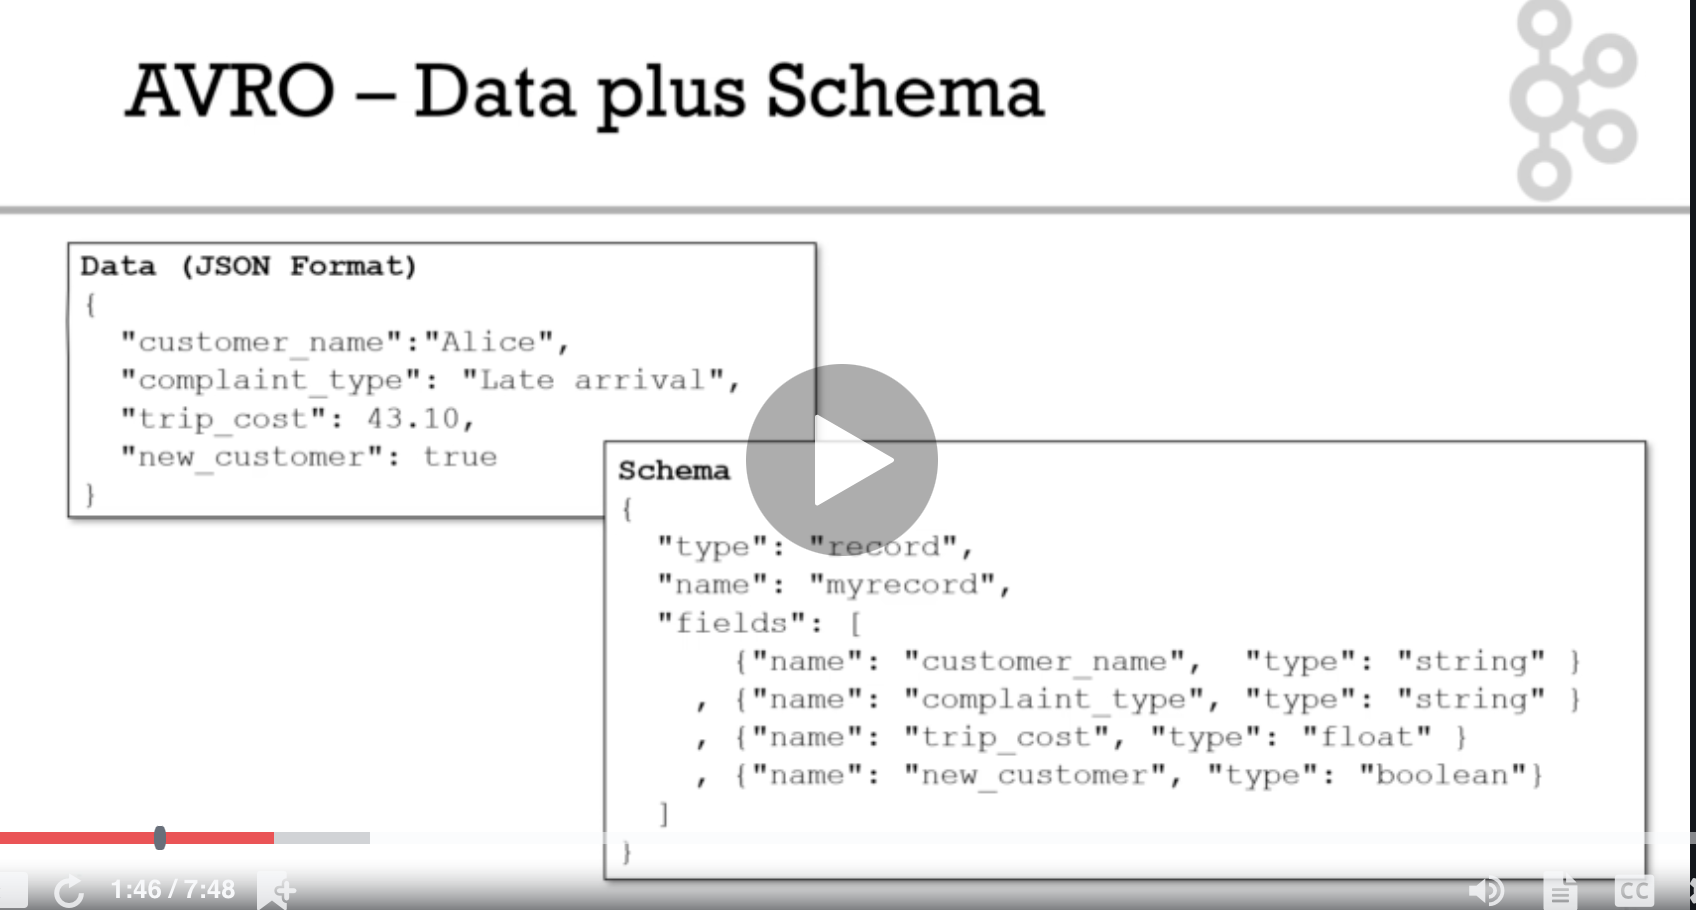 AVRO – Data plus Schema
Data (JSON Format)
{
"customer_name":"Alice",
"complaint_type": "Late arrival",
"trip_cost": 43.10,
"new_customer": true
}
Schema
{
"type": "record",
"name": "myrecord",
"fields": [
{"name": "customer_name", "type": "string" }
, {"name": "complaint_type", "type": "string" }
, {"name": "trip_cost", "type": "float" }
, {"name": "new_customer", "type": "boolean"}
]
}
1:46 / 7:48
CC